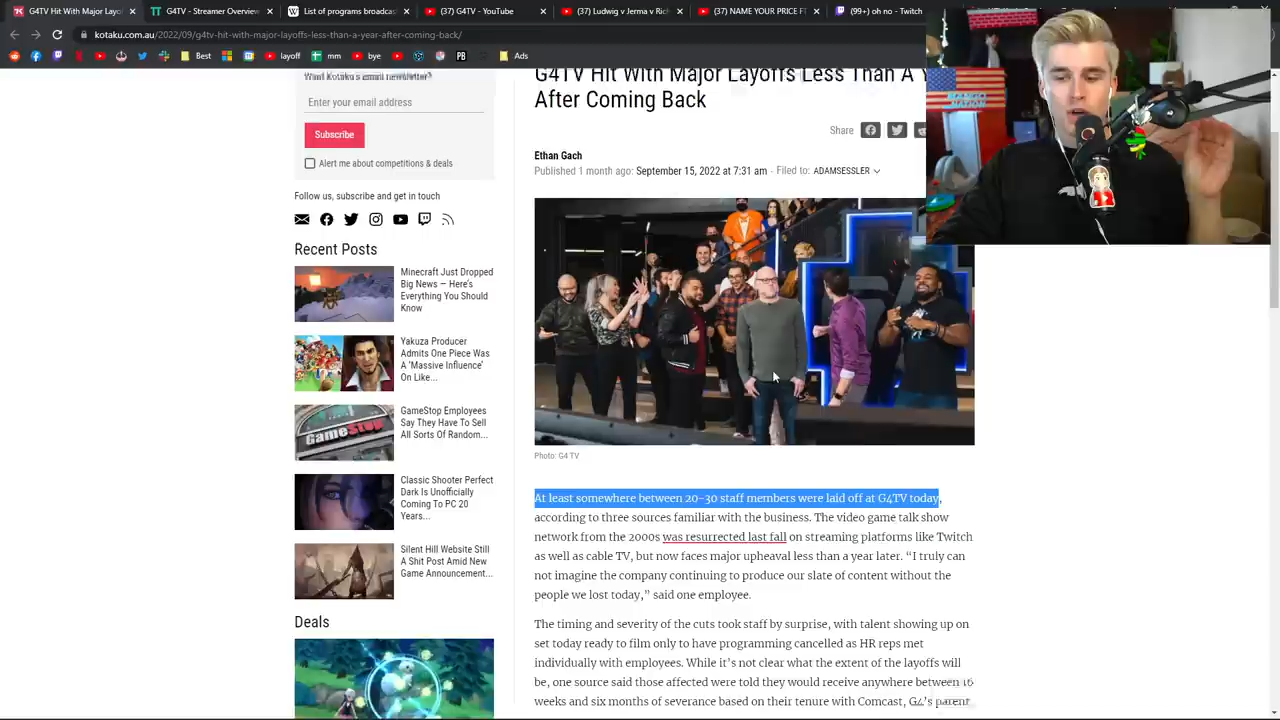 G4TV Hit With Major Lay
G4TV - Streamer Overview
List of programs broadcas
(37) G4TV - YouTube
(7) Ludwig v Jerma v Rich
(7) YOUR PRICE IS
(2) oh no - Twitch
kotaku.com.au/2022/09/g4tv-hit-with-major-layoffs-less-than-a-year-after-coming-back/
Best
layoff
mm
bye
PB
Ads
Want Kotaku's email newsletter?
Enter your email address
Subscribe
Alert me about competitions & deals
Follow us, subscribe and get in touch
Recent Posts
Minecraft Just Dropped
Big News – Here's
Everything You Should
Know
Yakuza Producer
Admits One Piece Was
A 'Massive Influence'
On Like...
GameStop Employees
Say They Have To Sell
All Sorts Of Random...
GameStop
Classic Shooter Perfect
Dark Is Unofficially
Coming To PC 20
Years...
Silent Hill Website Still
A Shit Post Amid New
Game Announcement...
Deals
G4TV Hit With Major Layoffs Less Than A Y
After Coming Back
Share
Ethan Gach
Published 1 month ago: September 15, 2022 at 7:31 am - Filed to: ADAMSESSLER
Photo: G4 TV
At least somewhere between 20-30 staff members were laid off at G4TV today,
according to three sources familiar with the business. The video game talk show
network from the 2000s was resurrected last fall on streaming platforms like Twitch
as well as cable TV, but now faces major upheaval less than a year later. “I truly can
not imagine the company continuing to produce our slate of content without the
people we lost today,” said one employee.
The timing and severity of the cuts took staff by surprise, with talent showing up on
set today ready to film only to have programming cancelled as HR reps met
individually with employees. While it’s not clear what the extent of the layoffs will
be, one source said those affected were told they would receive anywhere between 16
weeks and six months of severance based on their tenure with Comcast, G4’s parent